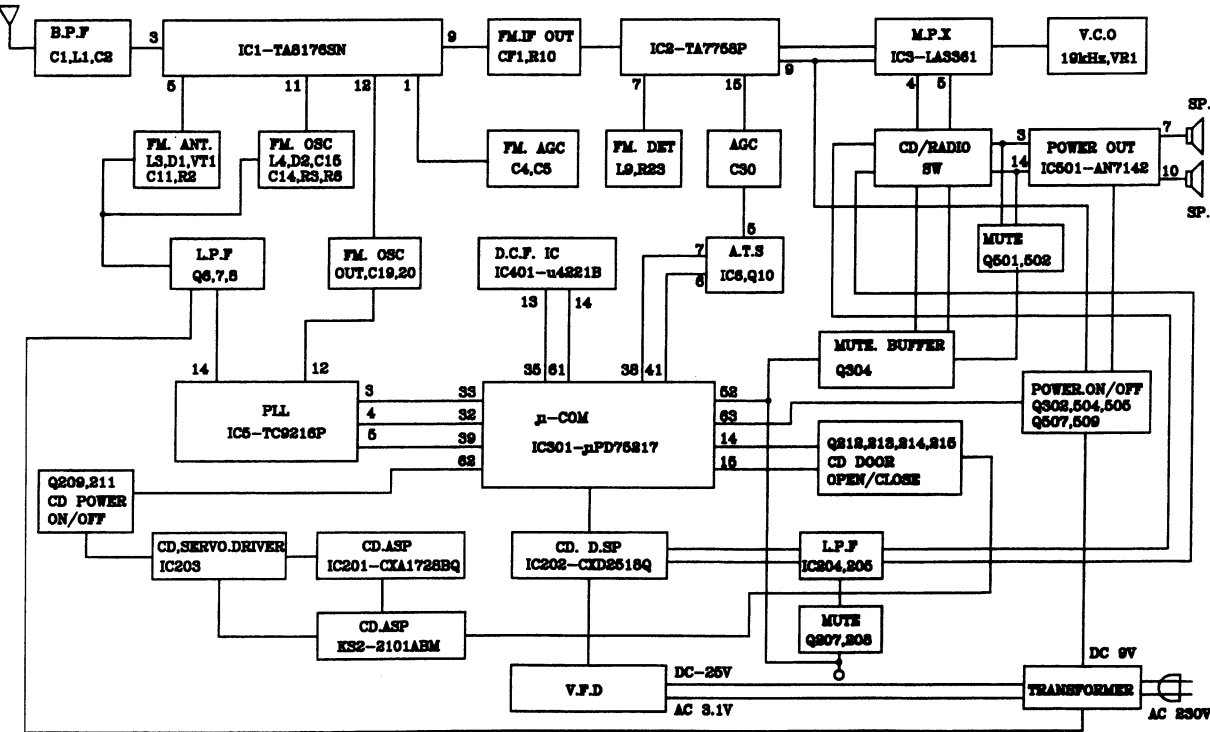 B.P.F
C1,L1,C2
3
IC1-TA8176SN
9
FM.IF OUT
CF1,R10
IC2-TA7758P
9
M.P.X
IC3-LA3361
V.C.O
19kHz,VR1
5
11
12
1
7
15
4
5
FM. ANT.
L3,D1,VT1
C11,R2
FM. OSC
L4,D2,C15
C14,R3,R6
FM. AGC
C4,C5
FM. DET
L9,R23
AGC
C30
CD/RADIO
SW
3
14
POWER OUT
IC501-AN7142
7
10
SP.
SP.
L.P.F
Q6,7,8
FM. OSC
OUT,C19,20
D.C.F. IC
IC401-u4221B
5
7
6
A.T.S
IC6,Q10
MUTE
Q501,502
13
14
14
12
35
61
38
41
MUTE. BUFFER
Q304
PLL
IC5-TC9216P
3
4
5
33
32
39
62
μ-COM
IC301-μPD75217
52
63
14
15
POWER.ON/OFF
Q302,504,505
Q507,509
Q212,213,214,215
CD DOOR
OPEN/CLOSE
Q209,211
CD POWER
ON/OFF
CD,SERVO.DRIVER
IC203
CD.ASP
IC201-CXA1728BQ
CD. D.SP
IC202-CXD2518Q
L.P.F
IC204,205
CD.ASP
KS2-2101ABM
MUTE
Q207,208
V.F.D
DC-25V
AC 3.1V
DC 9V
TRANSFORMER
AC 230V